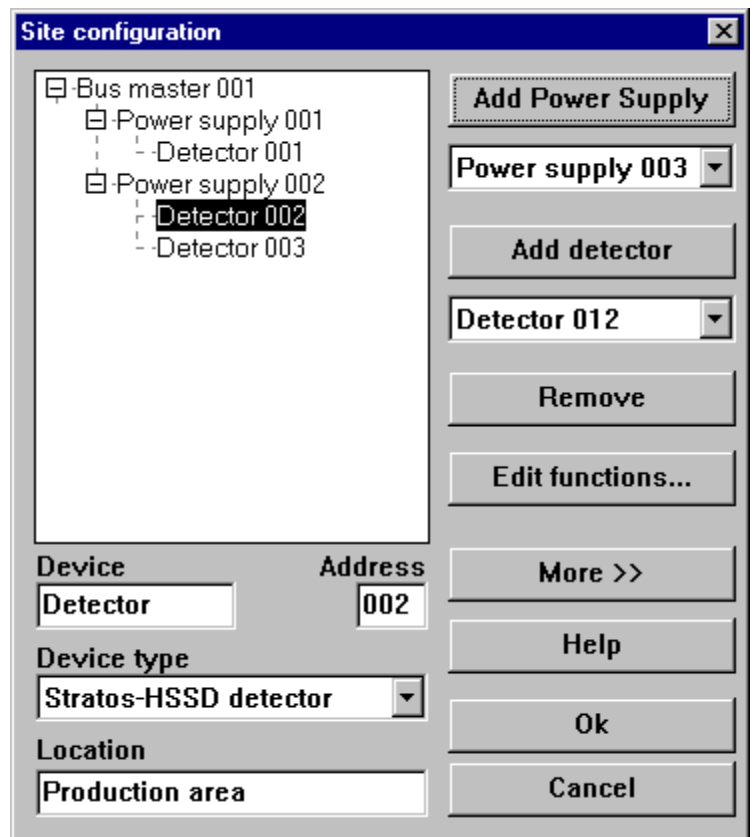 Site configuration
Bus master 001
Power supply 001
Detector 001
Power supply 002
Detector 002
Detector 003
Device
Address
Detector
002
Device type
Stratos-HSSD detector
Location
Production area
Add Power Supply
Power supply 003
Add detector
Detector 012
Remove
Edit functions...
More >>
Help
Ok
Cancel